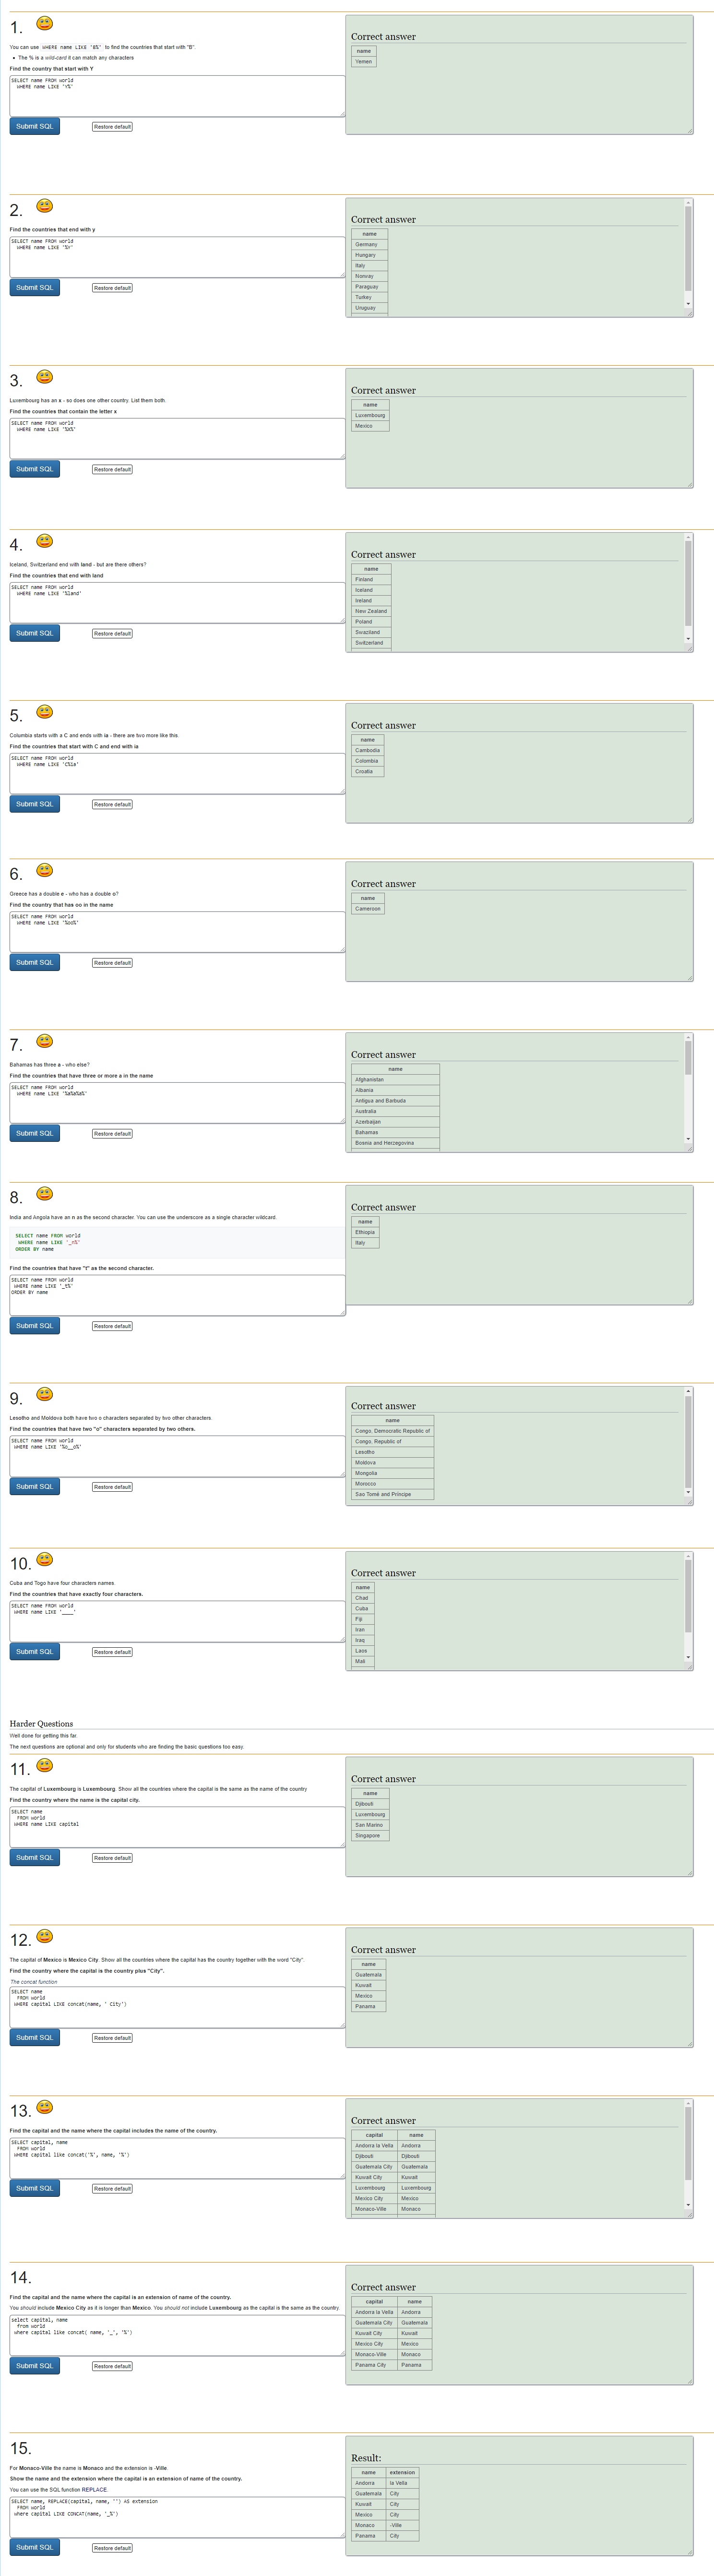 1.
You can use WHERE name LIKE 'B%' to find the countries that start with "B".
The % is a wild-card it can match any characters
Find the country that start with Y
SELECT name FROM world
WHERE name LIKE 'Y%'
Submit SQL
Restore default
Correct answer
name
Yemen
2.
Find the countries that end with y
SELECT name FROM world
WHERE name LIKE '%Y'
Submit SQL
Restore default
Correct answer
name
Germany
Hungary
Italy
Norway
Paraguay
Turkey
Uruguay
3.
Luxembourg has an x - so does one other country. List them both.
Find the countries that contain the letter x
SELECT name FROM world
WHERE name LIKE '%X%'
Submit SQL
Restore default
Correct answer
name
Luxembourg
Mexico
4.
Iceland, Switzerland end with land - but are there others?
Find the countries that end with land
SELECT name FROM world
WHERE name LIKE '%land'
Submit SQL
Restore default
Correct answer
name
Finland
Iceland
Ireland
New Zealand
Poland
Swaziland
Switzerland
5.
Columbia starts with a C and ends with ia - there are two more like this.
Find the countries that start with C and end with ia
SELECT name FROM world
WHERE name LIKE 'C%ia'
Submit SQL
Restore default
Correct answer
name
Cambodia
Colombia
Croatia
6.
Greece has a double e - who has a double o?
Find the country that has oo in the name
SELECT name FROM world
WHERE name LIKE '%oo%'
Submit SQL
Restore default
Correct answer
name
Cameroon
7.
Bahamas has three a - who else?
Find the countries that have three or more a in the name
SELECT name FROM world
WHERE name LIKE '%a%a%a%'
Submit SQL
Restore default
Correct answer
name
Afghanistan
Albania
Antigua and Barbuda
Australia
Azerbaijan
Bahamas
Bosnia and Herzegovina
8.
India and Angola have an n as the second character. You can use the underscore as a single character wildcard.
SELECT name FROM world
WHERE name LIKE '_n%'
ORDER BY name
Find the countries that have "t" as the second character.
SELECT name FROM world
WHERE name LIKE '_t%'
ORDER BY name
Submit SQL
Restore default
Correct answer
name
Ethiopia
Italy
9.
Lesotho and Moldova both have two o characters separated by two other characters.
Find the countries that have two "o" characters separated by two others.
SELECT name FROM world
WHERE name LIKE '%o__o%'
Submit SQL
Restore default
Correct answer
name
Congo, Democratic Republic of
Congo, Republic of
Lesotho
Moldova
Mongolia
Morocco
Sao Tomé and Príncipe
10.
Cuba and Togo have four characters names.
Find the countries that have exactly four characters.
SELECT name FROM world
WHERE name LIKE '____'
Submit SQL
Restore default
Correct answer
name
Chad
Cuba
Fiji
Iran
Iraq
Laos
Mali
Harder Questions
Well done for getting this far.
The next questions are optional and only for students who are finding the basic questions too easy.
11.
The capital of Luxembourg is Luxembourg. Show all the countries where the capital is the same as the name of the country
Find the country where the name is the capital city.
SELECT name
FROM world
WHERE name LIKE capital
Submit SQL
Restore default
Correct answer
name
Djibouti
Luxembourg
San Marino
Singapore
12.
The capital of Mexico is Mexico City. Show all the countries where the capital has the country together with the word "City".
Find the country where the capital is the country plus "City".
The concat function
SELECT name
FROM world
WHERE capital LIKE concat(name, ' City')
Submit SQL
Restore default
Correct answer
name
Guatemala
Kuwait
Mexico
Panama
13.
Find the capital and the name where the capital includes the name of the country.
SELECT capital, name
FROM world
WHERE capital like concat('%', name, '%')
Submit SQL
Restore default
Correct answer
capital name
Andorra la Vella Andorra
Djibouti Djibouti
Guatemala City Guatemala
Kuwait City Kuwait
Luxembourg Luxembourg
Mexico City Mexico
Monaco-Ville Monaco
14.
Find the capital and the name where the capital is an extension of name of the country.
You should include Mexico City as it is longer than Mexico. You should not include Luxembourg as the capital is the same as the country.
select capital, name
from world
where capital like concat( name, '_', '%')
Submit SQL
Restore default
Correct answer
capital name
Andorra la Vella Andorra
Guatemala City Guatemala
Kuwait City Kuwait
Mexico City Mexico
Monaco-Ville Monaco
Panama City Panama
15.
For Monaco-Ville the name is Monaco and the extension is -Ville.
Show the name and the extension where the capital is an extension of name of the country.
You can use the SQL function REPLACE.
SELECT name, REPLACE(capital, name, '') AS extension
FROM world
where capital LIKE CONCAT(name, '_%')
Submit SQL
Restore default
Result:
name extension
Andorra la Vella
Guatemala City
Kuwait City
Mexico City
Monaco -Ville
Panama City